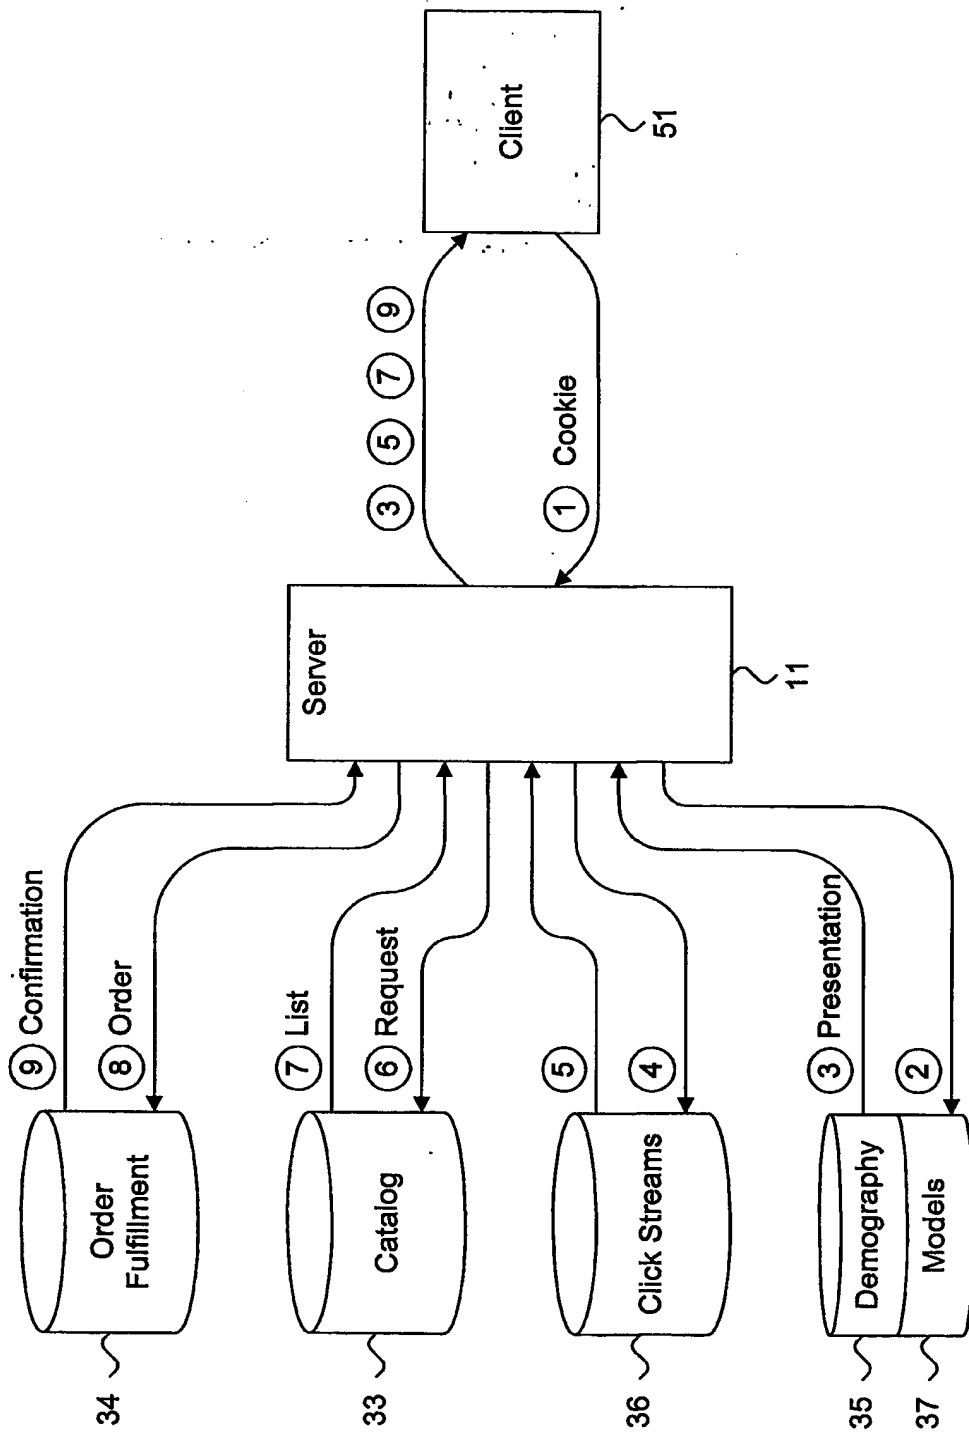 34
Order
Fulfillment
9 Confirmation
8 Order
33
Catalog
7 List
6 Request
36
Click Streams
5
4
35
Demography
37
Models
3 Presentation
2
Server
11
3 5 7 9
1 Cookie
Client
51